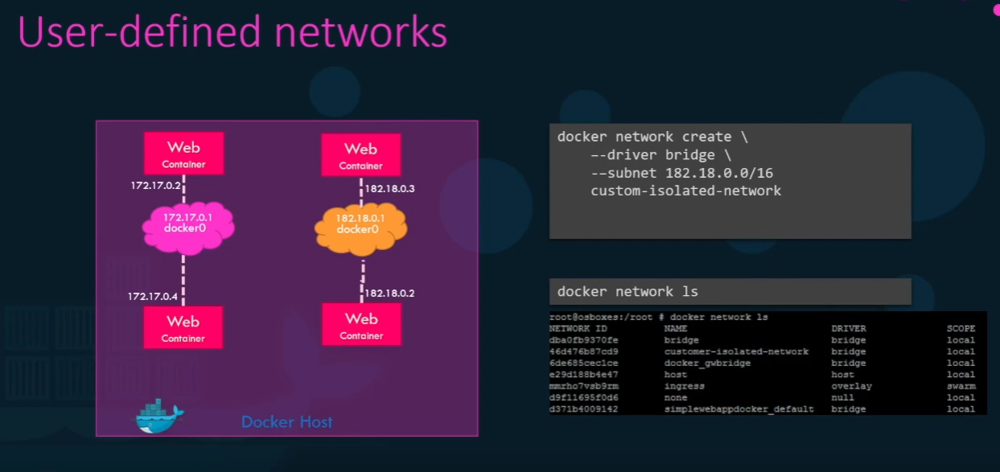 User-defined networks
Web
Container
172.17.0.2
172.17.0.1
docker0
172.17.0.4
Web
Container
Web
Container
182.18.0.3
182.18.0.1
docker0
182.18.0.2
Web
Container
Docker Host
docker network create \
--driver bridge \
--subnet 182.18.0.0/16
custom-isolated-network
docker network ls
root@osboxes:/root # docker network ls
NETWORK ID NAME DRIVER SCOPE
dba0fb9370fe bridge bridge local
46d476b87cd9 customer-isolated-network bridge local
6de685cec1ce docker_gwbridge bridge local
e29d188b4e47 host host local
mmrho7vsb9rm ingress overlay swarm
d9f11695f0d6 none null local
d371b4009142 simplewebappdocker_default bridge local